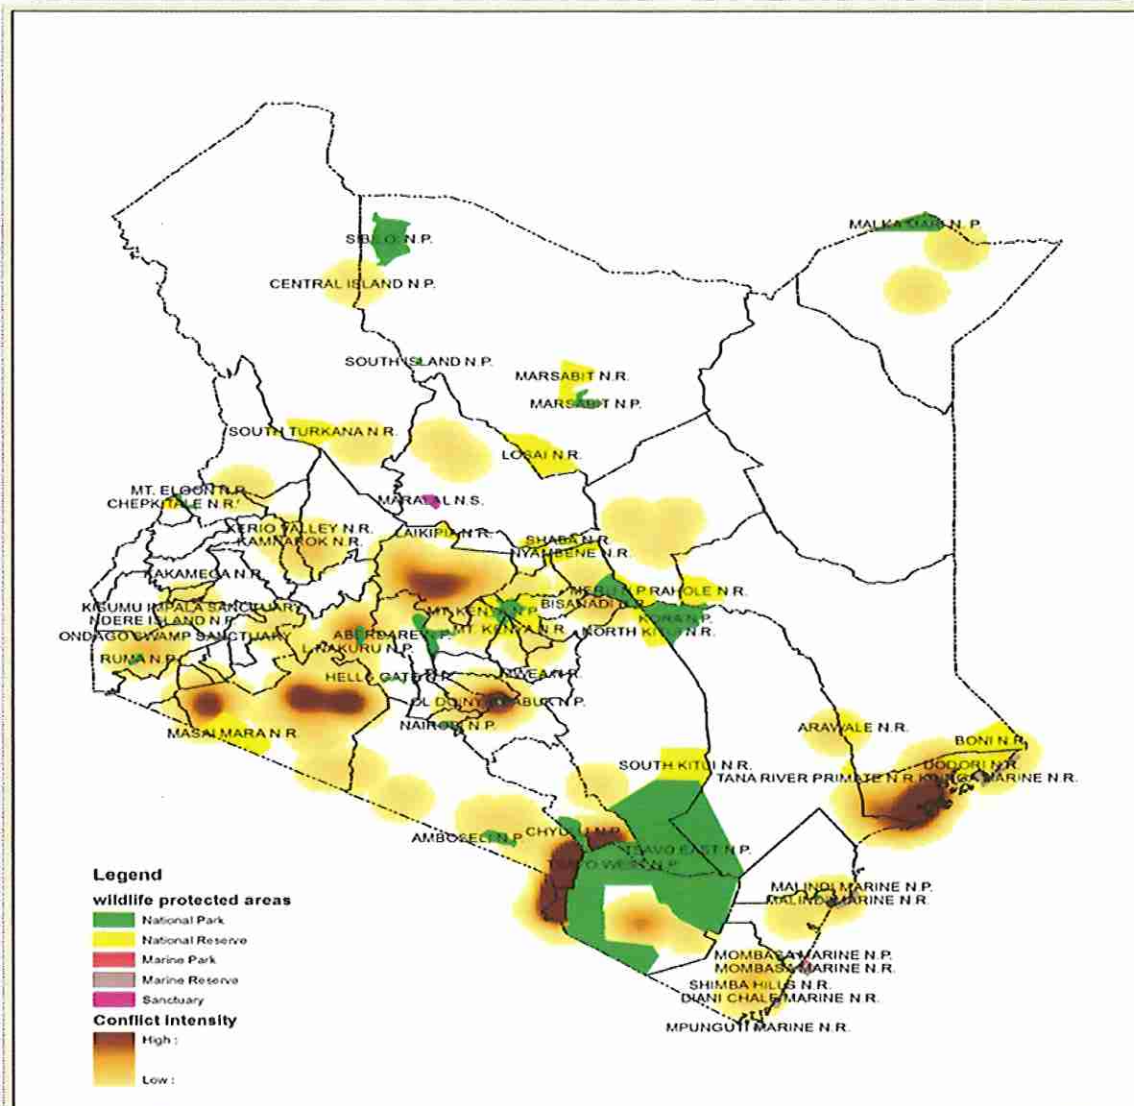 MALKA MARI N. P.
SIBILOI N.P.
CENTRAL ISLAND N.P.
SOUTH ISLAND N.P.
MARSABIT N.R.
MARSABIT N.P.
SOUTH TURKANA N.R.
LOSAI N.R.
MT. ELGON N.P.
CHEPKITALE N.R.
MARALAL N.S.
KERIO VALLEY N.R.
LAIKIPIA N.R.
KAMNAROK N.R.
SHABA N.R.
NYAMBENE N.R.
KAKAMEGA N.R.
MERU N.P.
RAHOLE N.R.
KISUMU IMPALA SANCTUARY
BISANADI N.R.
NDERE ISLAND N.P.
MT. KENYA N.P.
KORA N.P.
ONDAGO SWAMP SANCTUARY
ABERDARE N.P.
MT. KENYA N.R.
NORTH KITUI N.R.
L.NAKURU N.P.
RUMA N.P.
HELLS GATE N.P.
MWEA N.R.
OL DOINYO SABUK N.P.
NAIROBI N.P.
MASAI MARA N.R.
ARAWALE N.R.
BONI N.R.
SOUTH KITUI N.R.
DODORI N.R.
TANA RIVER PRIMATE N.R.
KIUNGA MARINE N.R.
AMBOSELI N.P.
CHYULU N.P.
TSAVO EAST N.P.
TSAVO WEST N.P.
MALINDI MARINE N.P.
MALINDI MARINE N.R.
MOMBASA MARINE N.P.
MOMBASA MARINE N.R.
SHIMBA HILLS N.R.
DIANI CHALE MARINE N.R.
MPUNGUTI MARINE N.R.
Legend
wildlife protected areas
National Park
National Reserve
Marine Park
Marine Reserve
Sanctuary
Conflict Intensity
High :
Low :